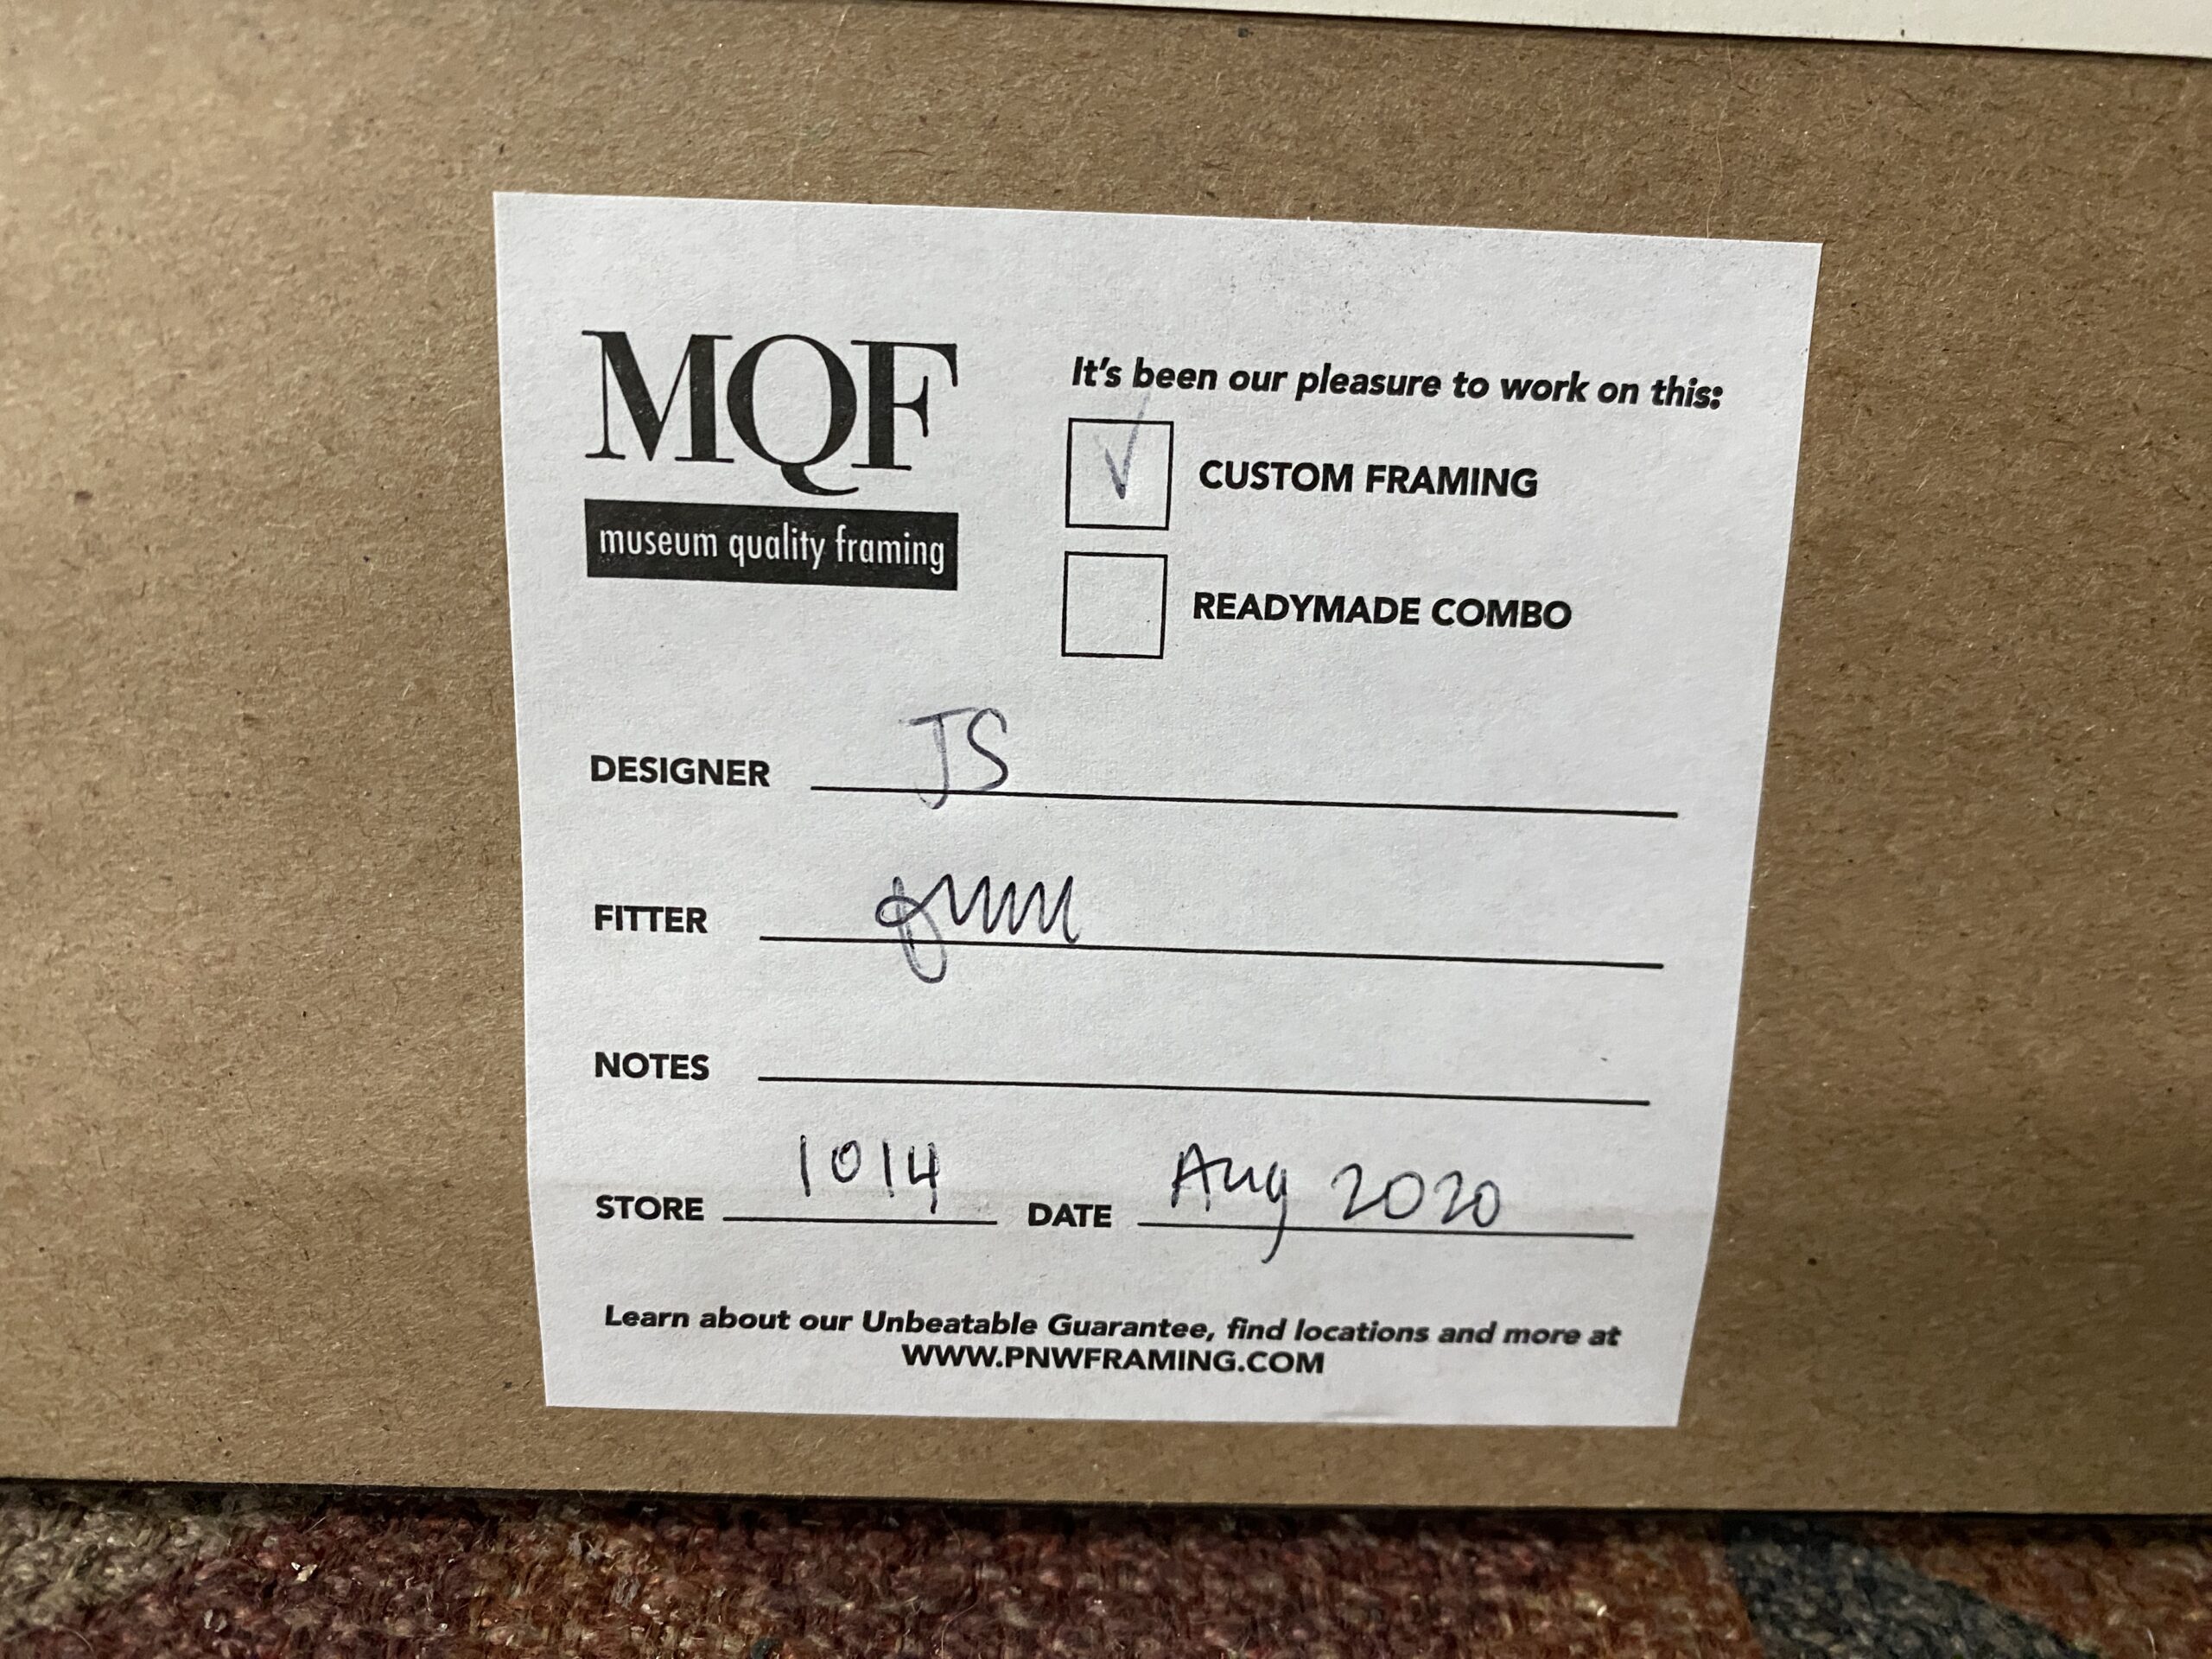 MQF
museum quality framing
It's been our pleasure to work on this:
CUSTOM FRAMING
READYMADE COMBO
DESIGNER JS
FITTER
NOTES
STORE 1014 DATE Aug 2020
Learn about our Unbeatable Guarantee, find locations and more at
WWW.PNWFRAMING.COM